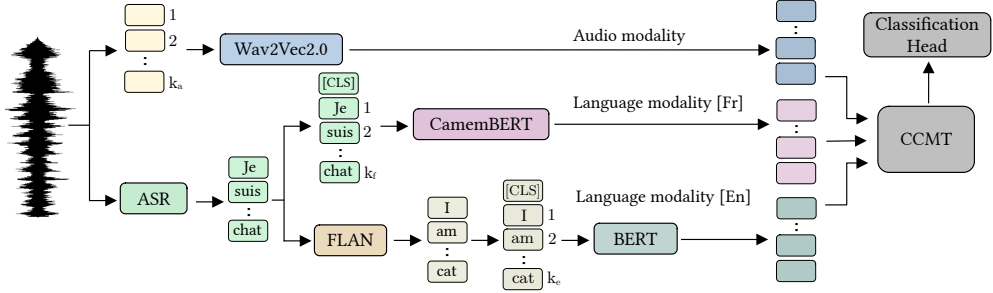 1
2
⋮
kₐ
Wav2Vec2.0
Audio modality
Classification
Head
[CLS]
Je 1
suis 2
⋮
chat k_f
CamemBERT
Language modality [Fr]
CCMT
ASR
Je
suis
⋮
chat
FLAN
I
am
⋮
cat
[CLS]
I 1
am 2
⋮
cat kₑ
BERT
Language modality [En]